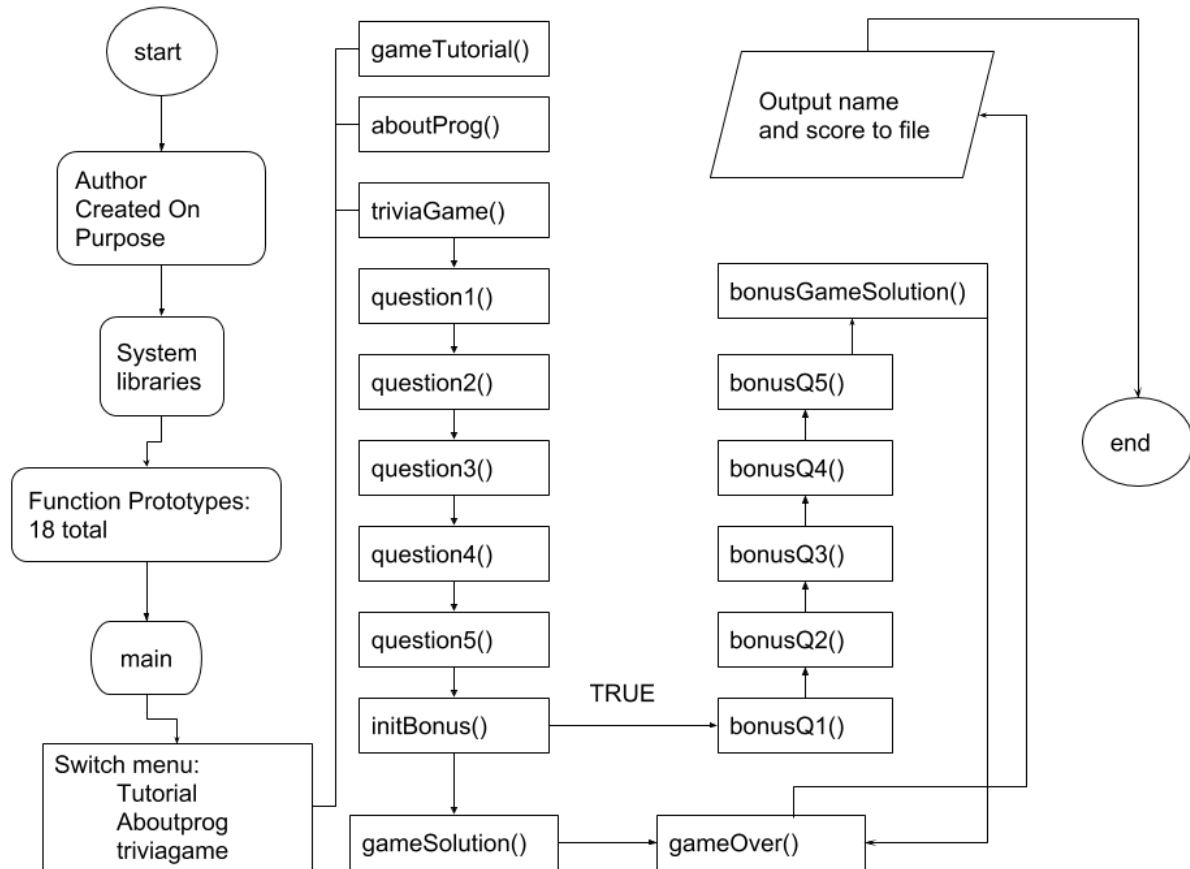 start
Author
Created On
Purpose
System
libraries
Function Prototypes:
18 total
main
Switch menu:
Tutorial
Aboutprog
triviagame
gameTutorial()
aboutProg()
triviaGame()
question1()
question2()
question3()
question4()
question5()
initBonus()
TRUE
gameSolution()
gameOver()
bonusQ1()
bonusQ2()
bonusQ3()
bonusQ4()
bonusQ5()
bonusGameSolution()
Output name
and score to file
end